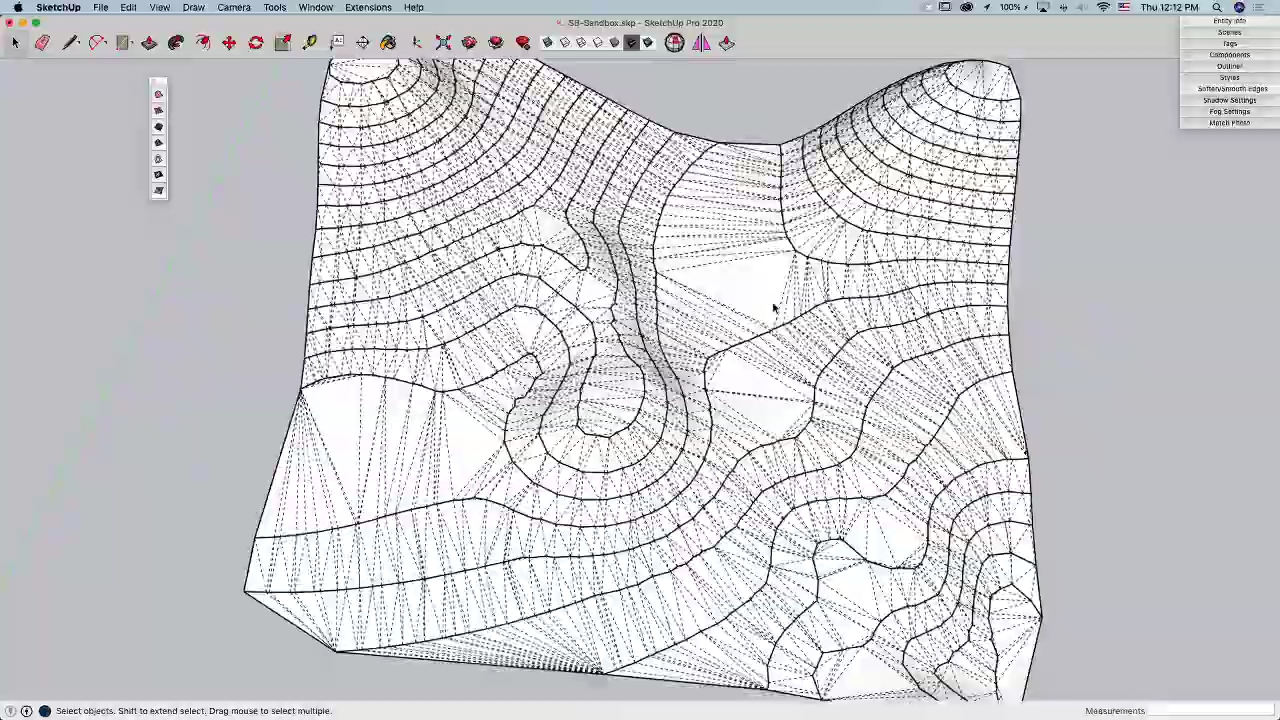 SketchUp File Edit View Draw Camera Tools Window Extensions Help 100% Thu 12:12 PM
SB-Sandbox.skp - SketchUp Pro 2020
Entity Info
Scenes
Tags
Components
Outliner
Styles
Soften/Smooth Edges
Shadow Settings
Fog Settings
Match Photo
Select objects. Shift to extend select. Drag mouse to select multiple. Measurements